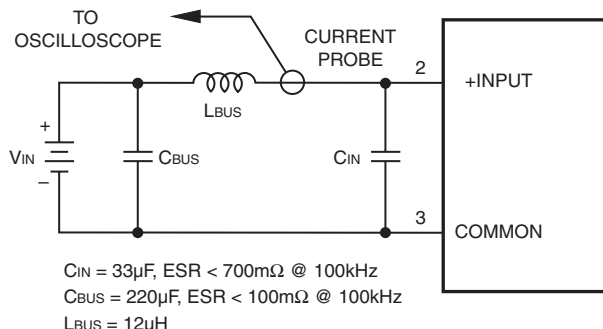 TO
OSCILLOSCOPE
CURRENT
PROBE
2
+INPUT
LBUS
+
VIN
–
CBUS
CIN
3
COMMON
CIN = 33µF, ESR < 700mΩ @ 100kHz
CBUS = 220µF, ESR < 100mΩ @ 100kHz
LBUS = 12µH